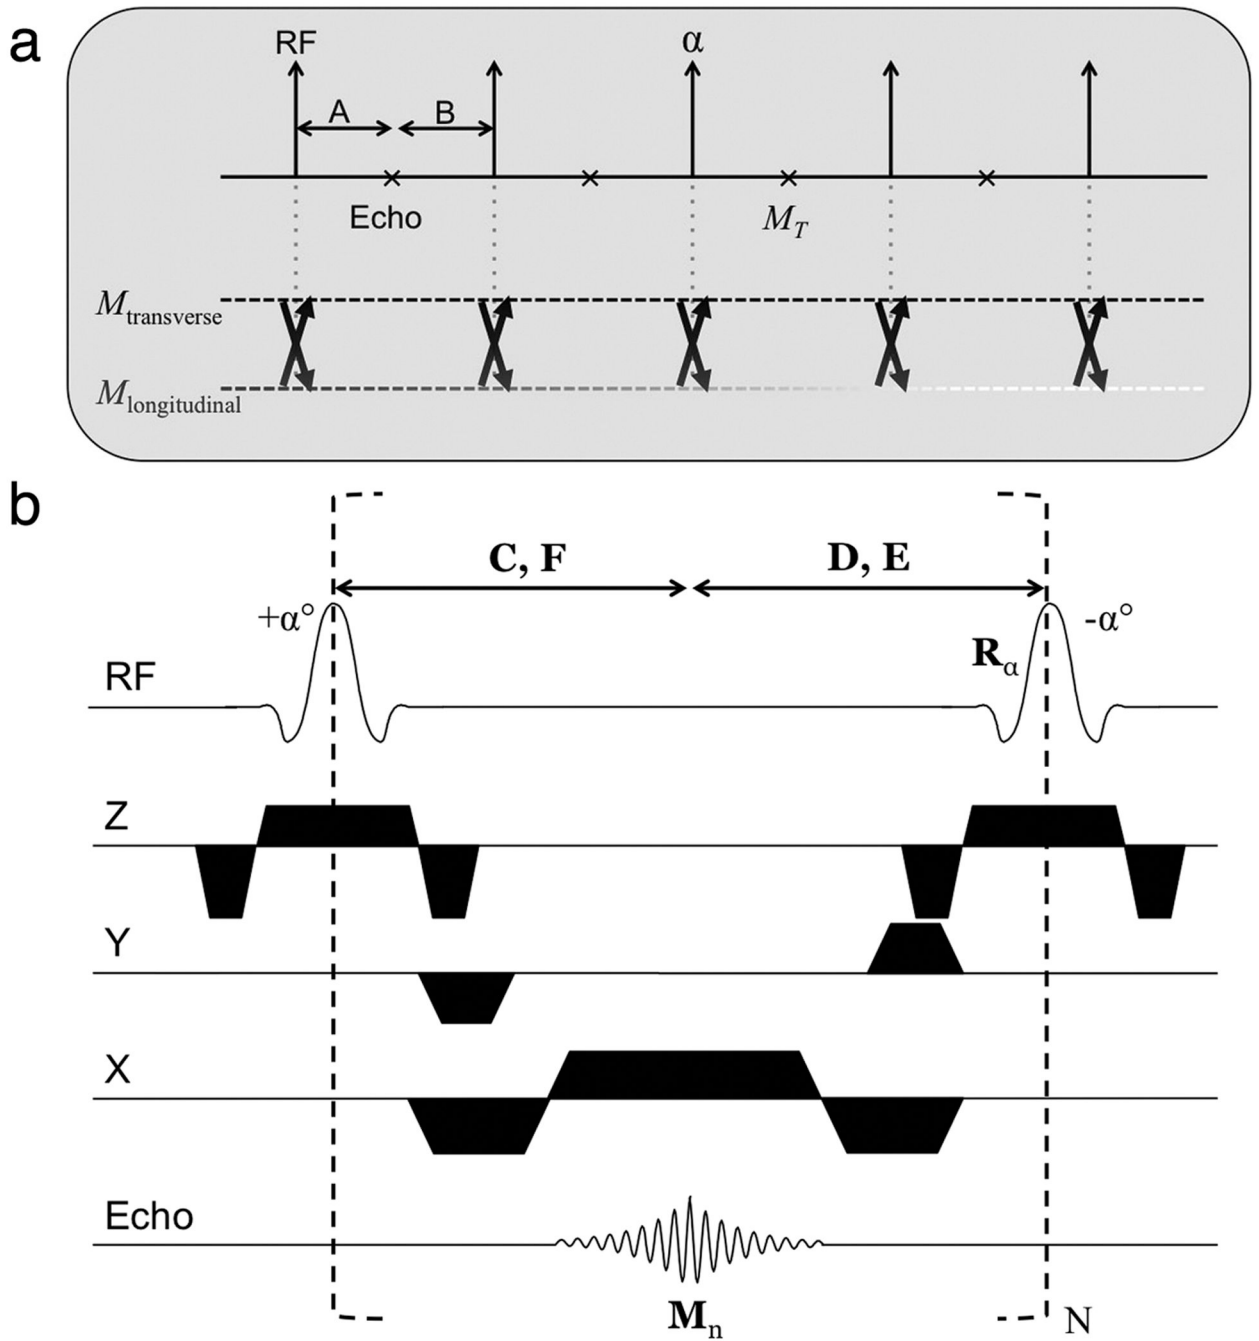 a
RF
α
A
B
Echo
M_T
M_transverse
M_longitudinal
b
C, F
D, E
+α°
-α°
R_α
RF
Z
Y
X
Echo
M_n
N